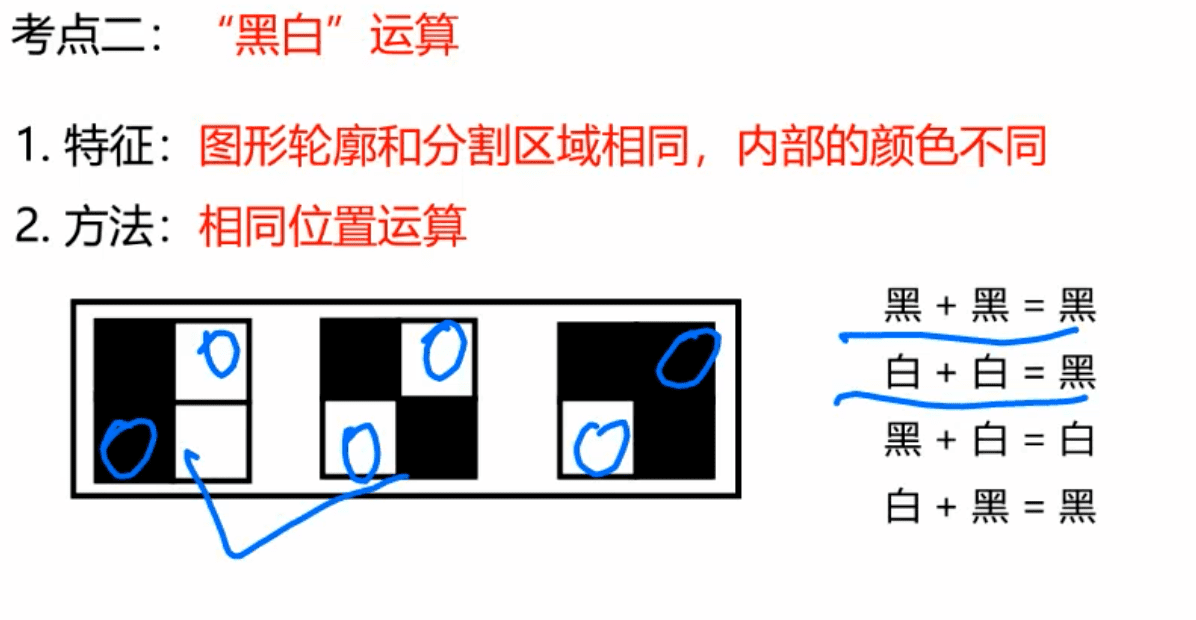 考点二：“黑白”运算
1. 特征：图形轮廓和分割区域相同，内部的颜色不同
2. 方法：相同位置运算
黑 + 黑 = 黑
白 + 白 = 黑
黑 + 白 = 白
白 + 黑 = 黑